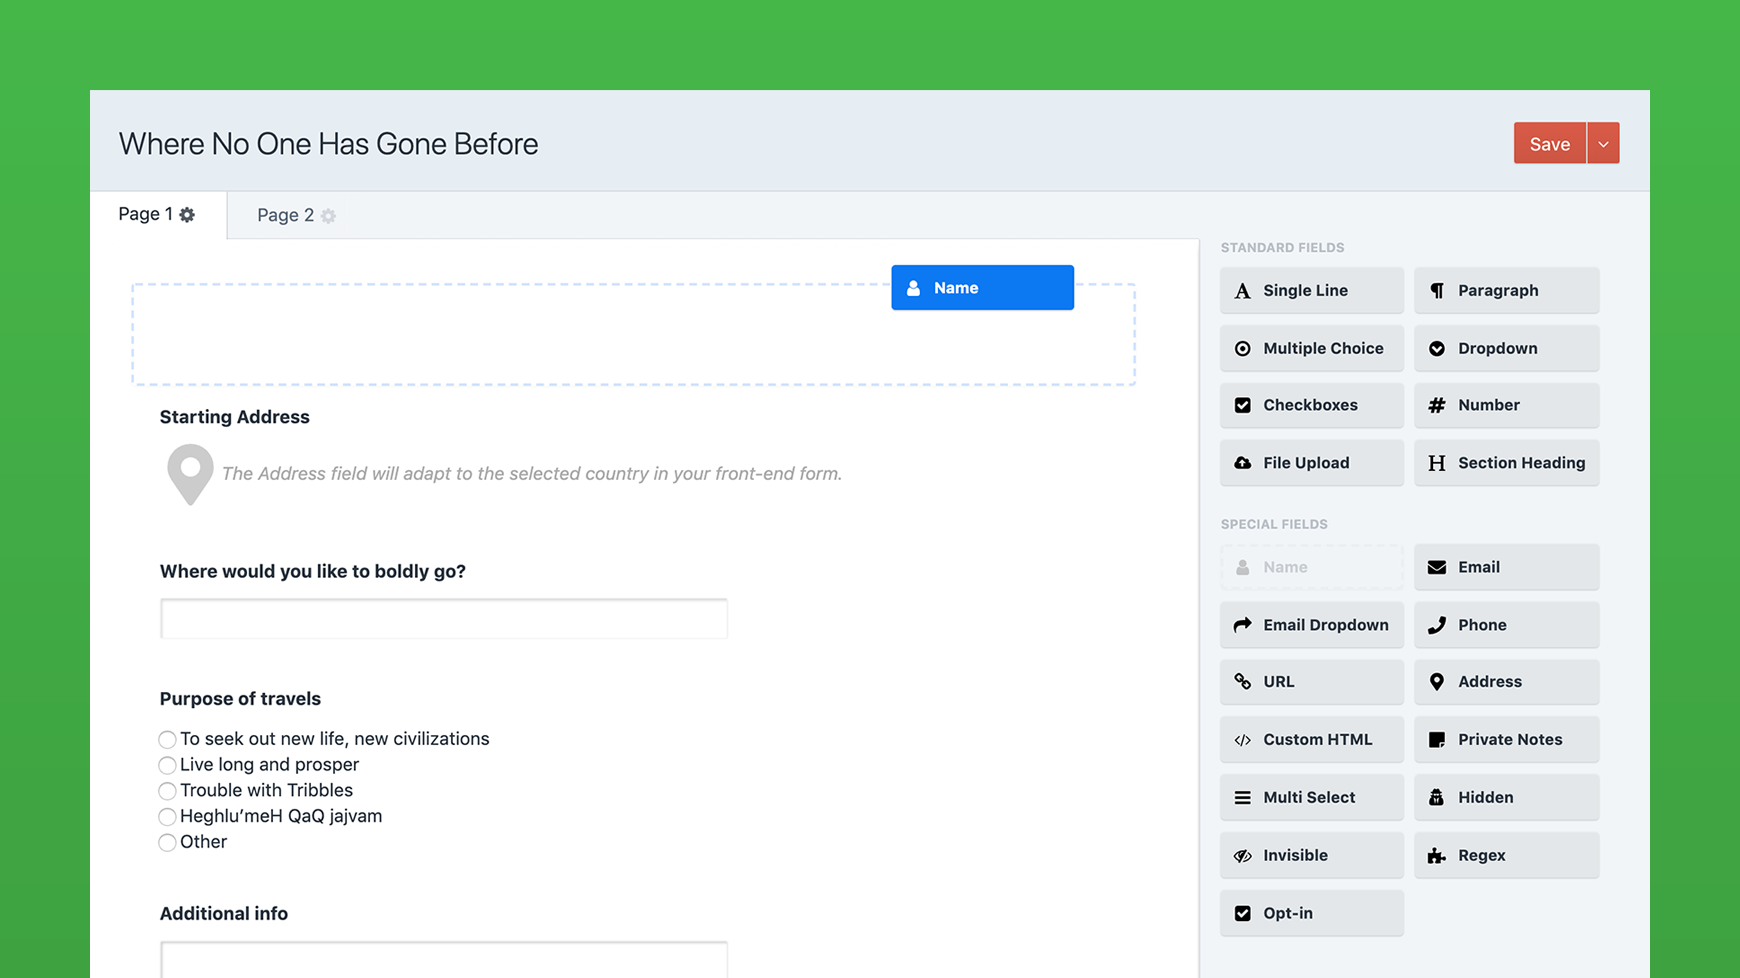 Where No One Has Gone Before
Save
Page 1
Page 2
Name
Starting Address
The Address field will adapt to the selected country in your front-end form.
Where would you like to boldly go?
Purpose of travels
To seek out new life, new civilizations
Live long and prosper
Trouble with Tribbles
Heghlu’meH QaQ jajvam
Other
Additional info
STANDARD FIELDS
Single Line
Paragraph
Multiple Choice
Dropdown
Checkboxes
Number
File Upload
Section Heading
SPECIAL FIELDS
Name
Email
Email Dropdown
Phone
URL
Address
Custom HTML
Private Notes
Multi Select
Hidden
Invisible
Regex
Opt-in